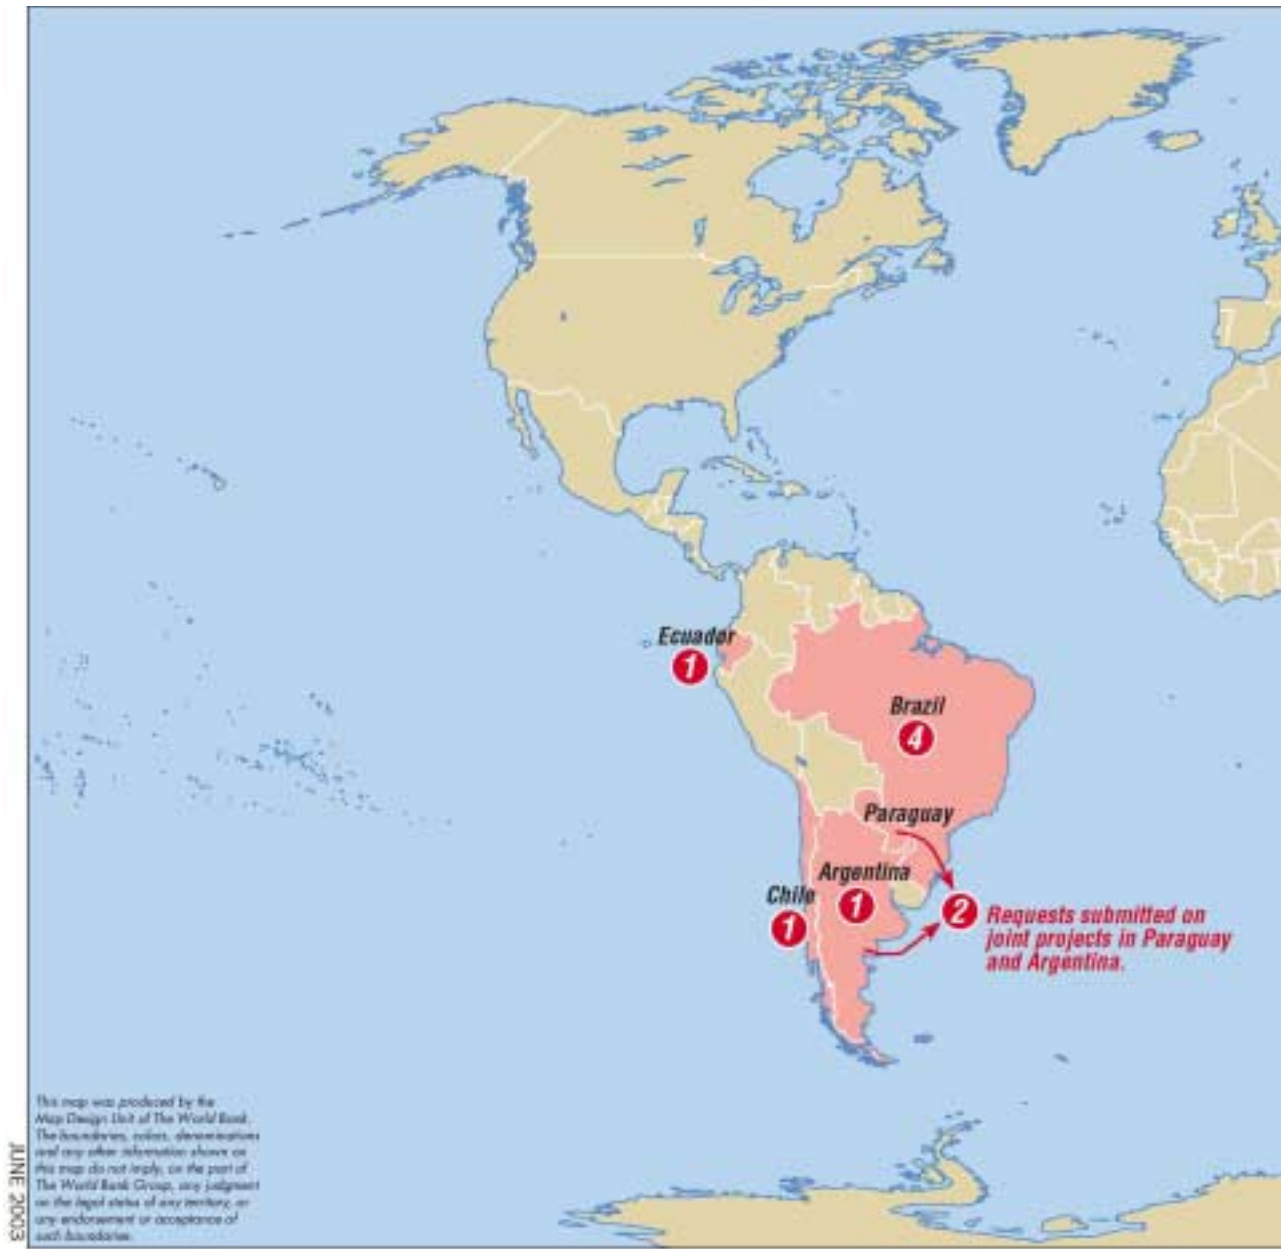 Ecuador
1
Brazil
4
Paraguay
Argentina
1
Chile
1
2
Requests submitted on
joint projects in Paraguay
and Argentina.
This map was produced by the
Map Design Unit of The World Bank.
The boundaries, colors, denominations
and any other information shown on
this map do not imply, on the part of
The World Bank Group, any judgment
on the legal status of any territory, or
any endorsement or acceptance of
such boundaries.
JUNE 2003